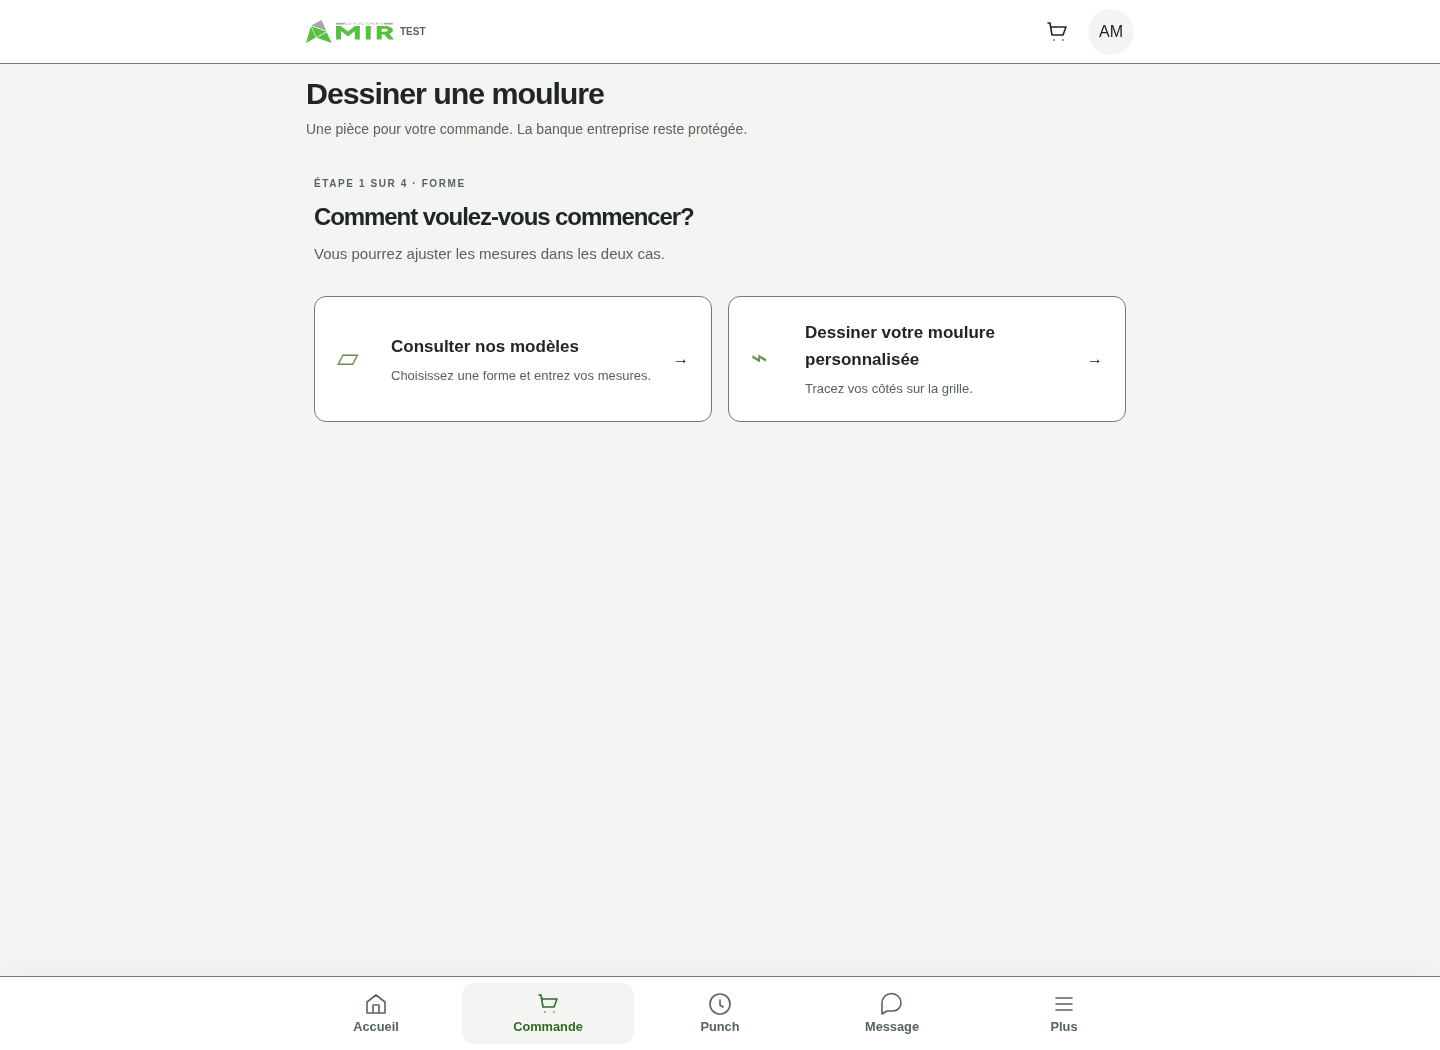 AMIR TEST
AM
Dessiner une moulure
Une pièce pour votre commande. La banque entreprise reste protégée.
ÉTAPE 1 SUR 4 · FORME
Comment voulez-vous commencer?
Vous pourrez ajuster les mesures dans les deux cas.
Consulter nos modèles
Choisissez une forme et entrez vos mesures.
→
Dessiner votre moulure
personnalisée
Tracez vos côtés sur la grille.
→
Accueil
Commande
Punch
Message
Plus